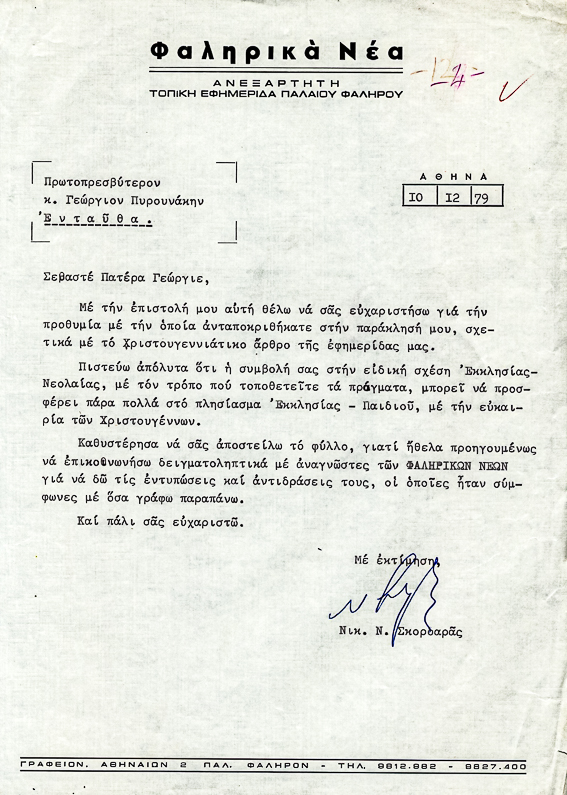 Φαληρικὰ Νέα
ΑΝΕΞΑΡΤΗΤΗ
ΤΟΠΙΚΗ ΕΦΗΜΕΡΙΔΑ ΠΑΛΑΙΟΥ ΦΑΛΗΡΟΥ
Πρωτοπρεσβύτερον
κ. Γεώργιον Πυρουνάκην
Ἐνταῦθα.
ΑΘΗΝΑ
10 12 79
Σεβαστέ Πατέρα Γεώργιε,
Μέ τήν ἐπιστολή μου αὐτή θέλω νά σᾶς εὐχαριστήσω γιά τήν
προθυμία μέ τήν ὁποία ἀνταποκριθήκατε στήν παράκλησή μου, σχε-
τικά μέ τό Χριστουγεννιάτικο ἄρθρο τῆς ἐφημερίδας μας.
Πιστεύω ἀπόλυτα ὅτι ἡ συμβολή σας στήν εἰδική σχέση Ἐκκλησίας-
Νεολαίας, μέ τόν τρόπο πού τοποθετεῖτε τά πράγματα, μπορεῖ νά προσ-
φέρει πάρα πολλά στό πλησίασμα Ἐκκλησίας - Παιδιοῦ, μέ τήν εὐκαι-
ρία τῶν Χριστουγέννων.
Καθυστέρησα νά σᾶς ἀποστείλω τό φύλλο, γιατί ἤθελα προηγουμένως
νά ἐπικοινωνήσω δειγματοληπτικά μέ ἀναγνῶστες τῶν ΦΑΛΗΡΙΚΩΝ ΝΕΩΝ
γιά νά δῶ τίς ἐντυπώσεις καί ἀντιδράσεις τους, οἱ ὁποῖες ἦταν σύμ-
φωνες μέ ὅσα γράφω παραπάνω.
Καί πάλι σᾶς εὐχαριστῶ.
Μέ ἐκτίμηση,
Νικ. Ν.
ΓΡΑΦΕΙΟΝ. ΑΘΗΝΑΙΩΝ 2 ΠΑΛ. ΦΑΛΗΡΟΝ - ΤΗΛ. 9812.982 - 9827.400